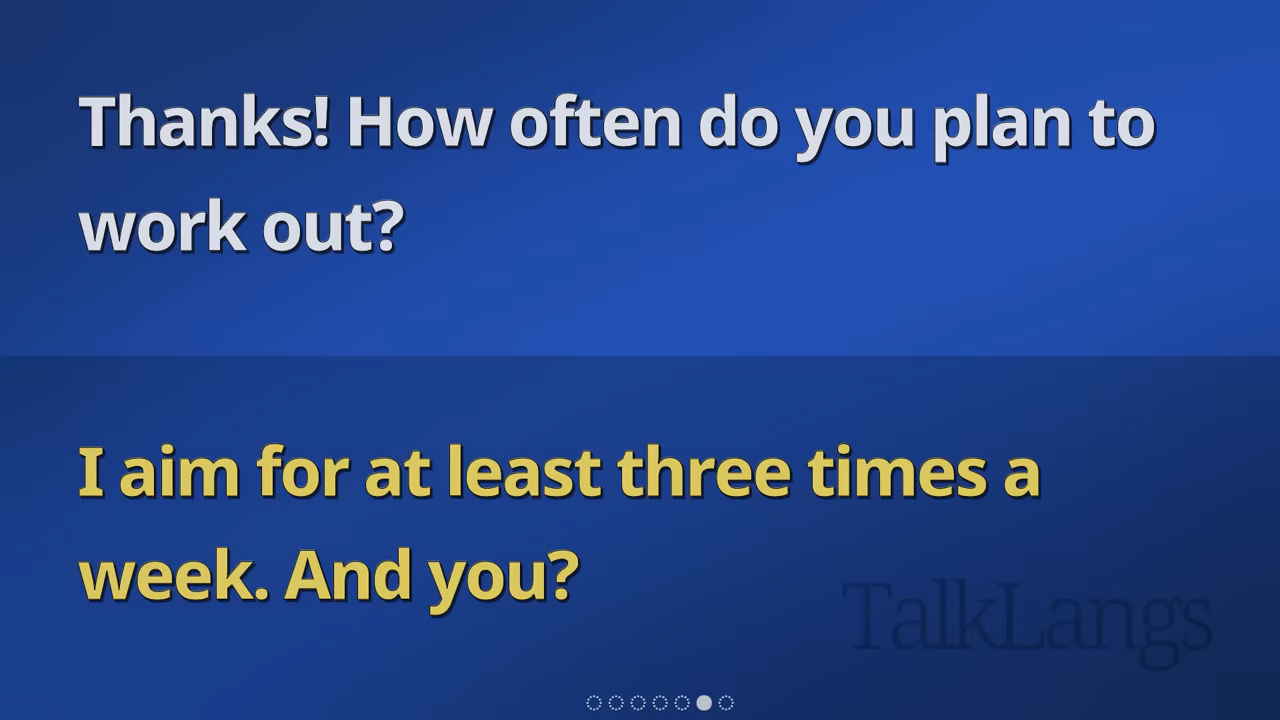 Thanks! How often do you plan to
work out?
I aim for at least three times a
week. And you?
TalkLangs